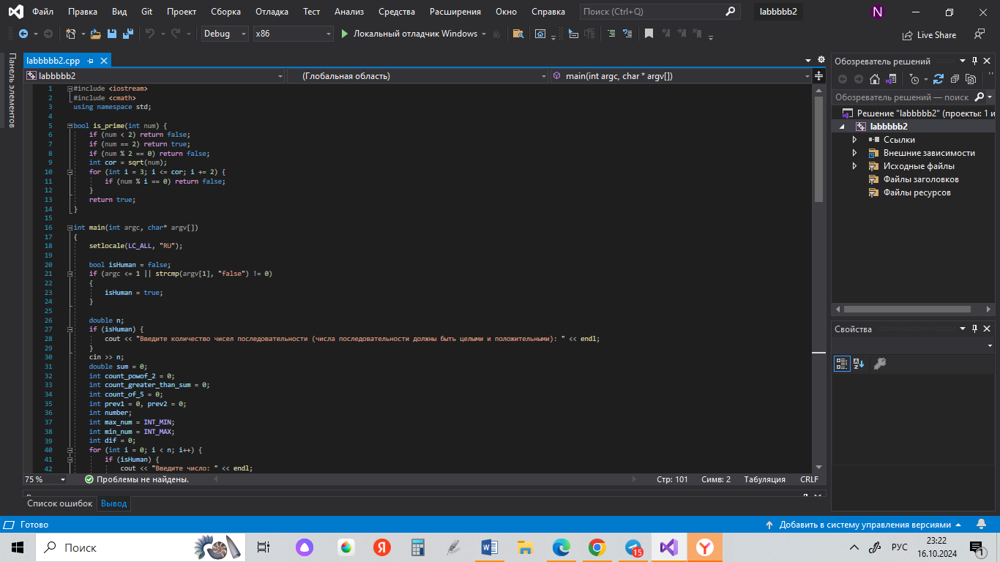 Файл Правка Вид Git Проект Сборка Отладка Тест Анализ Средства Расширения Окно Справка Поиск (Ctrl+Q) labbbbb2 N
Debug x86 Локальный отладчик Windows Live Share
Панель элементов
labbbbb2.cpp
labbbbb2 (Глобальная область) main(int argc, char * argv[])
1 #include <iostream>
2 #include <cmath>
3 using namespace std;
4
5 bool is_prime(int num) {
6 if (num < 2) return false;
7 if (num == 2) return true;
8 if (num % 2 == 0) return false;
9 int cor = sqrt(num);
10 for (int i = 3; i <= cor; i += 2) {
11 if (num % i == 0) return false;
12 }
13 return true;
14 }
15
16 int main(int argc, char* argv[])
17 {
18 setlocale(LC_ALL, "RU");
19
20 bool isHuman = false;
21 if (argc <= 1 || strcmp(argv[1], "false") != 0)
22 {
23 isHuman = true;
24 }
25
26 double n;
27 if (isHuman) {
28 cout << "Введите количество чисел последовательности (числа последовательности должны быть целыми и положительными): " << endl;
29 }
30 cin >> n;
31 double sum = 0;
32 int count_powof_2 = 0;
33 int count_greater_than_sum = 0;
34 int count_of_5 = 0;
35 int prev1 = 0, prev2 = 0;
36 int number;
37 int max_num = INT_MIN;
38 int min_num = INT_MAX;
39 int dif = 0;
40 for (int i = 0; i < n; i++) {
41 if (isHuman) {
42 cout << "Введите число: " << endl;
75 % Проблемы не найдены. Стр: 101 Симв: 2 Табуляция CRLF
Список ошибок Вывод
Обозреватель решений
Обозреватель решений — поиск
Решение "labbbbb2" (проекты: 1 и
labbbbb2
Ссылки
Внешние зависимости
Исходные файлы
Файлы заголовков
Файлы ресурсов
Свойства
Готово Добавить в систему управления версиями
Поиск 15 РУС 23:22
16.10.2024 1